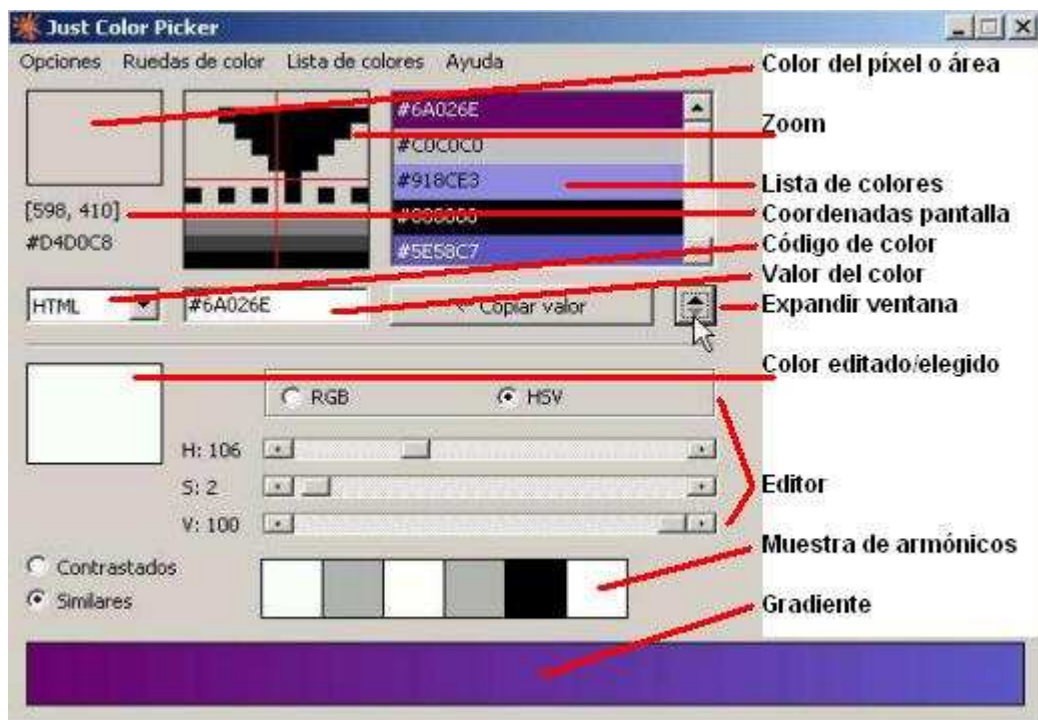 Just Color Picker
Opciones Ruedas de color Lista de colores Ayuda
Color del píxel o área
#6A026E
Zoom
#C0C0C0
#918CE3
Lista de colores
[598, 410]
Coordenadas pantalla
#D4D0C8
#5E58C7
Código de color
Valor del color
HTML
#6A026E
< Copiar valor
Expandir ventana
Color editado/elegido
RGB
HSV
H: 106
S: 2
Editor
V: 100
Muestra de armónicos
Contrastados
Similares
Gradiente